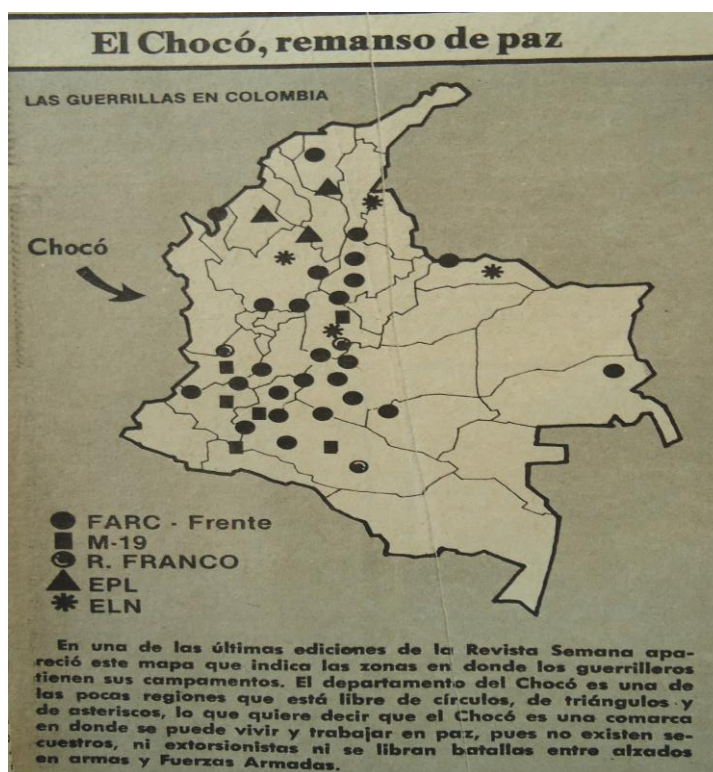 El Chocó, remanso de paz
LAS GUERRILLAS EN COLOMBIA
Chocó
FARC - Frente
M-19
R. FRANCO
EPL
ELN
En una de las últimas ediciones de la Revista Semana apa-
reció este mapa que indica las zonas en donde los guerrilleros
tienen sus campamentos. El departamento del Chocó es una de
las pocas regiones que está libre de círculos, de triángulos y
de asteriscos, lo que quiere decir que el Chocó es una comarca
en donde se puede vivir y trabajar en paz, pues no existen se-
cuestros, ni extorsionistas ni se libran batallas entre alzados
en armas y Fuerzas Armadas.